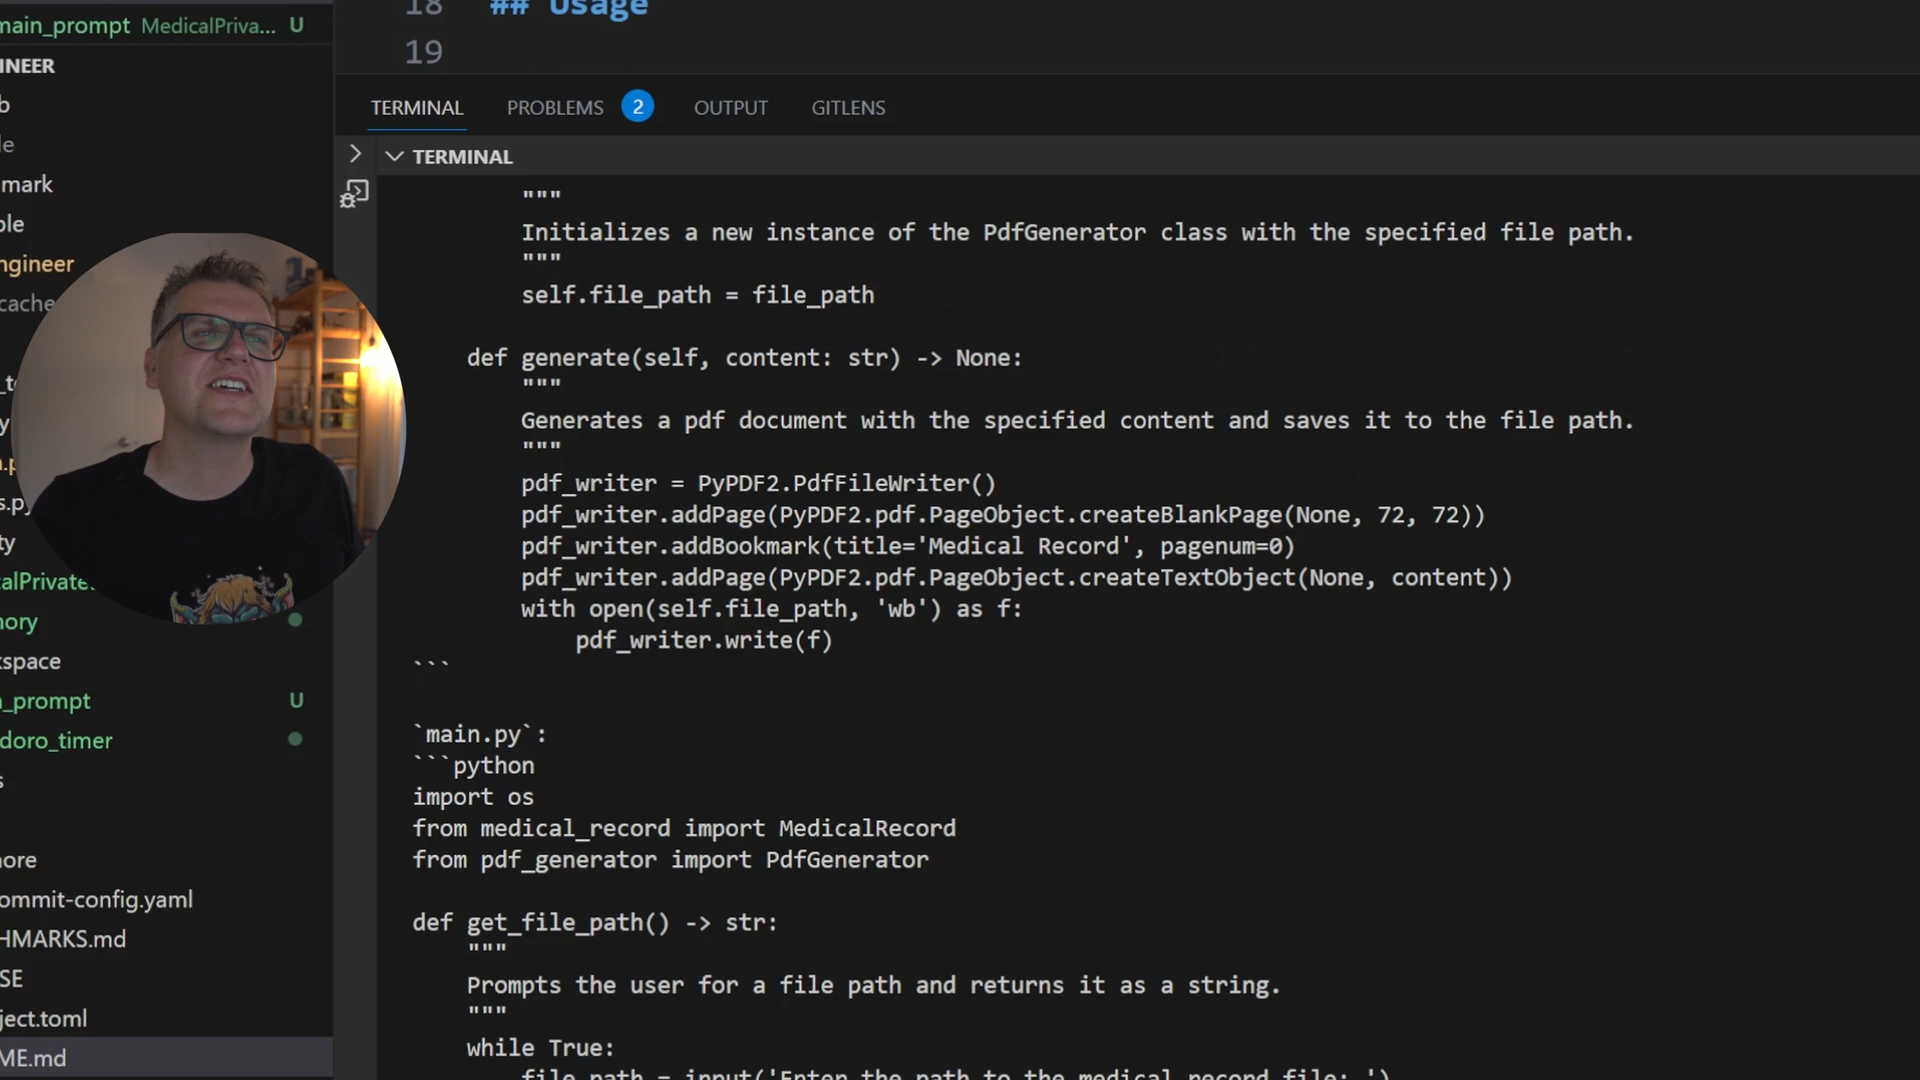 main_prompt MedicalPriva... U
INEER
b
le
mark
ple
ngineer
cache
_to
y
.p
s.py
ty
calPrivate
nory
kspace
_prompt U
doro_timer
s
nore
ommit-config.yaml
HMARKS.md
SE
ject.toml
ME.md
18 ## Usage
19
TERMINAL PROBLEMS 2 OUTPUT GITLENS
TERMINAL
"""
Initializes a new instance of the PdfGenerator class with the specified file path.
"""
self.file_path = file_path
def generate(self, content: str) -> None:
"""
Generates a pdf document with the specified content and saves it to the file path.
"""
pdf_writer = PyPDF2.PdfFileWriter()
pdf_writer.addPage(PyPDF2.pdf.PageObject.createBlankPage(None, 72, 72))
pdf_writer.addBookmark(title='Medical Record', pagenum=0)
pdf_writer.addPage(PyPDF2.pdf.PageObject.createTextObject(None, content))
with open(self.file_path, 'wb') as f:
pdf_writer.write(f)
```
`main.py`:
```python
import os
from medical_record import MedicalRecord
from pdf_generator import PdfGenerator
def get_file_path() -> str:
"""
Prompts the user for a file path and returns it as a string.
"""
while True:
file_path = input('Enter the path to the medical record file: ')